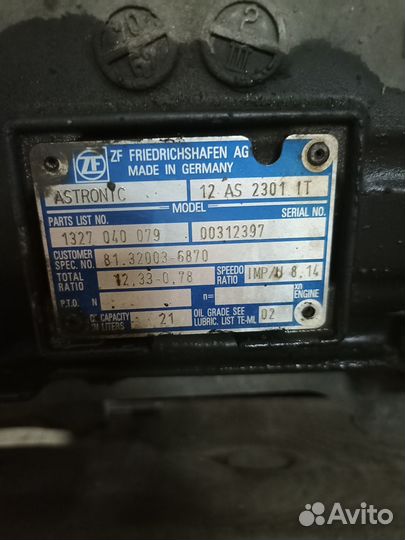 ZF FRIEDRICHSHAFEN AG
MADE IN GERMANY
ASTRONIC 12 AS 2301 IT
MODEL
PARTS LIST NO. SERIAL NO.
1327 040 079 00312397
CUSTOMER SPEC. NO. 81.32003-6870
TOTAL RATIO 12,33-0,78 SPEEDO RATIO IMP/U 8,14
P.T.O. N n= xn ENGINE
CAPACITY IN LITERS 21 OIL GRADE SEE LUBRIC. LIST TE-ML 02
Avito